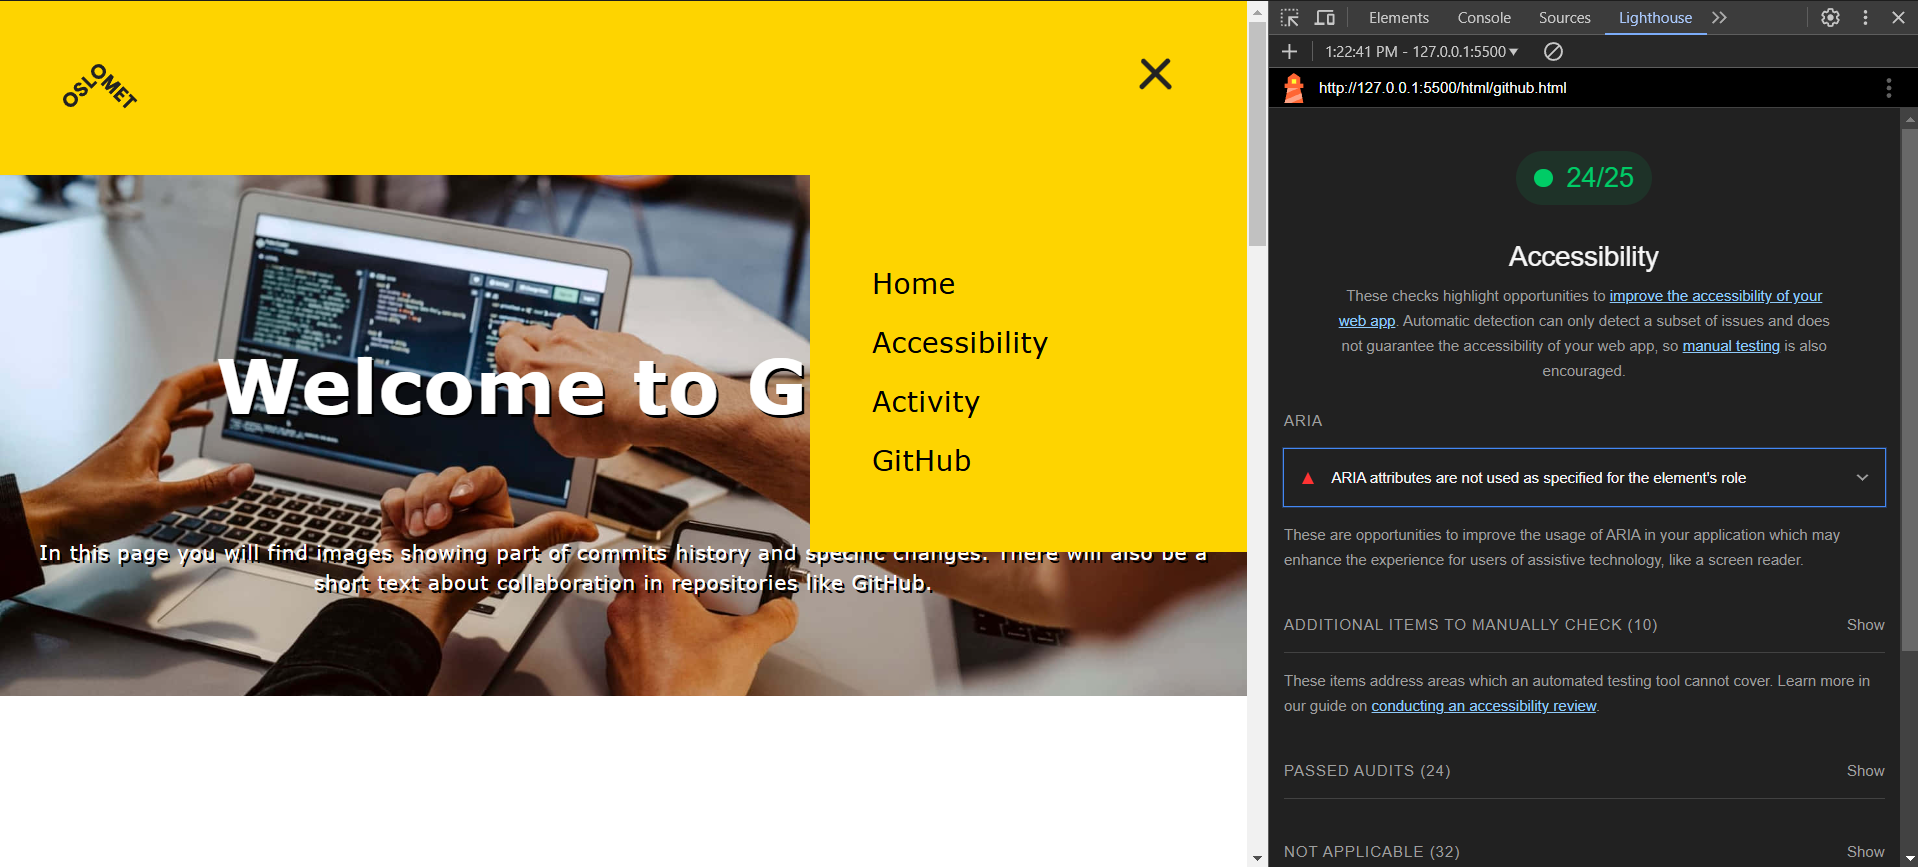 OSLOMET
Home
Accessibility
Activity
GitHub
Welcome to G
In this page you will find images showing part of commits history and specific changes. There will also be a
short text about collaboration in repositories like GitHub.
Elements Console Sources Lighthouse
1:22:41 PM - 127.0.0.1:5500
http://127.0.0.1:5500/html/github.html
24/25
Accessibility
These checks highlight opportunities to improve the accessibility of your
web app. Automatic detection can only detect a subset of issues and does
not guarantee the accessibility of your web app, so manual testing is also
encouraged.
ARIA
ARIA attributes are not used as specified for the element's role
These are opportunities to improve the usage of ARIA in your application which may
enhance the experience for users of assistive technology, like a screen reader.
ADDITIONAL ITEMS TO MANUALLY CHECK (10) Show
These items address areas which an automated testing tool cannot cover. Learn more in
our guide on conducting an accessibility review.
PASSED AUDITS (24) Show
NOT APPLICABLE (32) Show